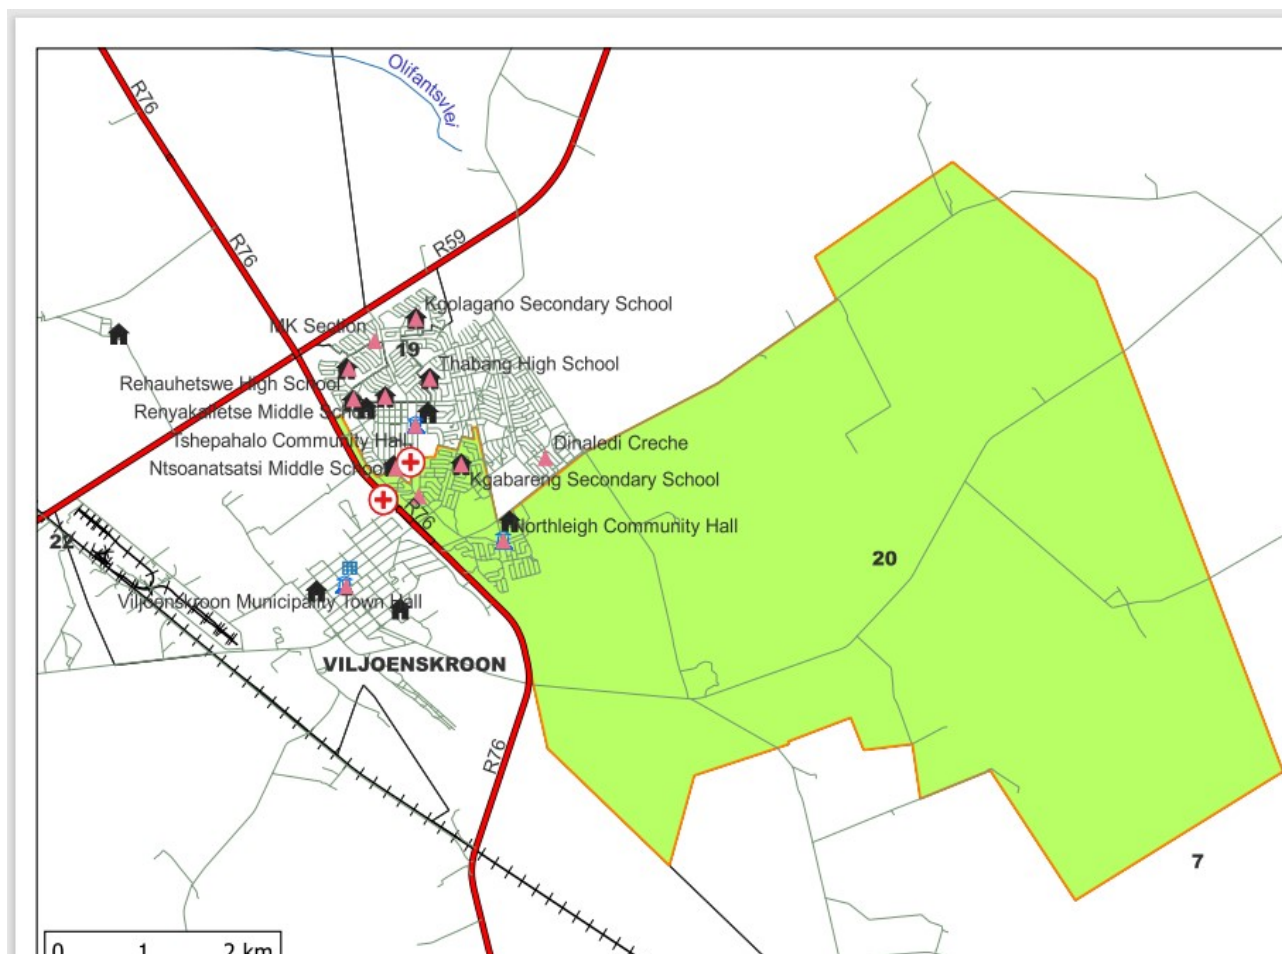 Olifantsvlei
R76
R76
R59
Kgolagano Secondary School
MK Section
19
Thabang High School
Rehauhetswe High School
Renyakalletse Middle School
Tshepahalo Community Hall
Dinaledi Creche
Ntsoanatsatsi Middle School
Kgabareng Secondary School
R76
Northleigh Community Hall
22
20
Viljoenskroon Municipality Town Hall
VILJOENSKROON
R76
7
0 1 2 km